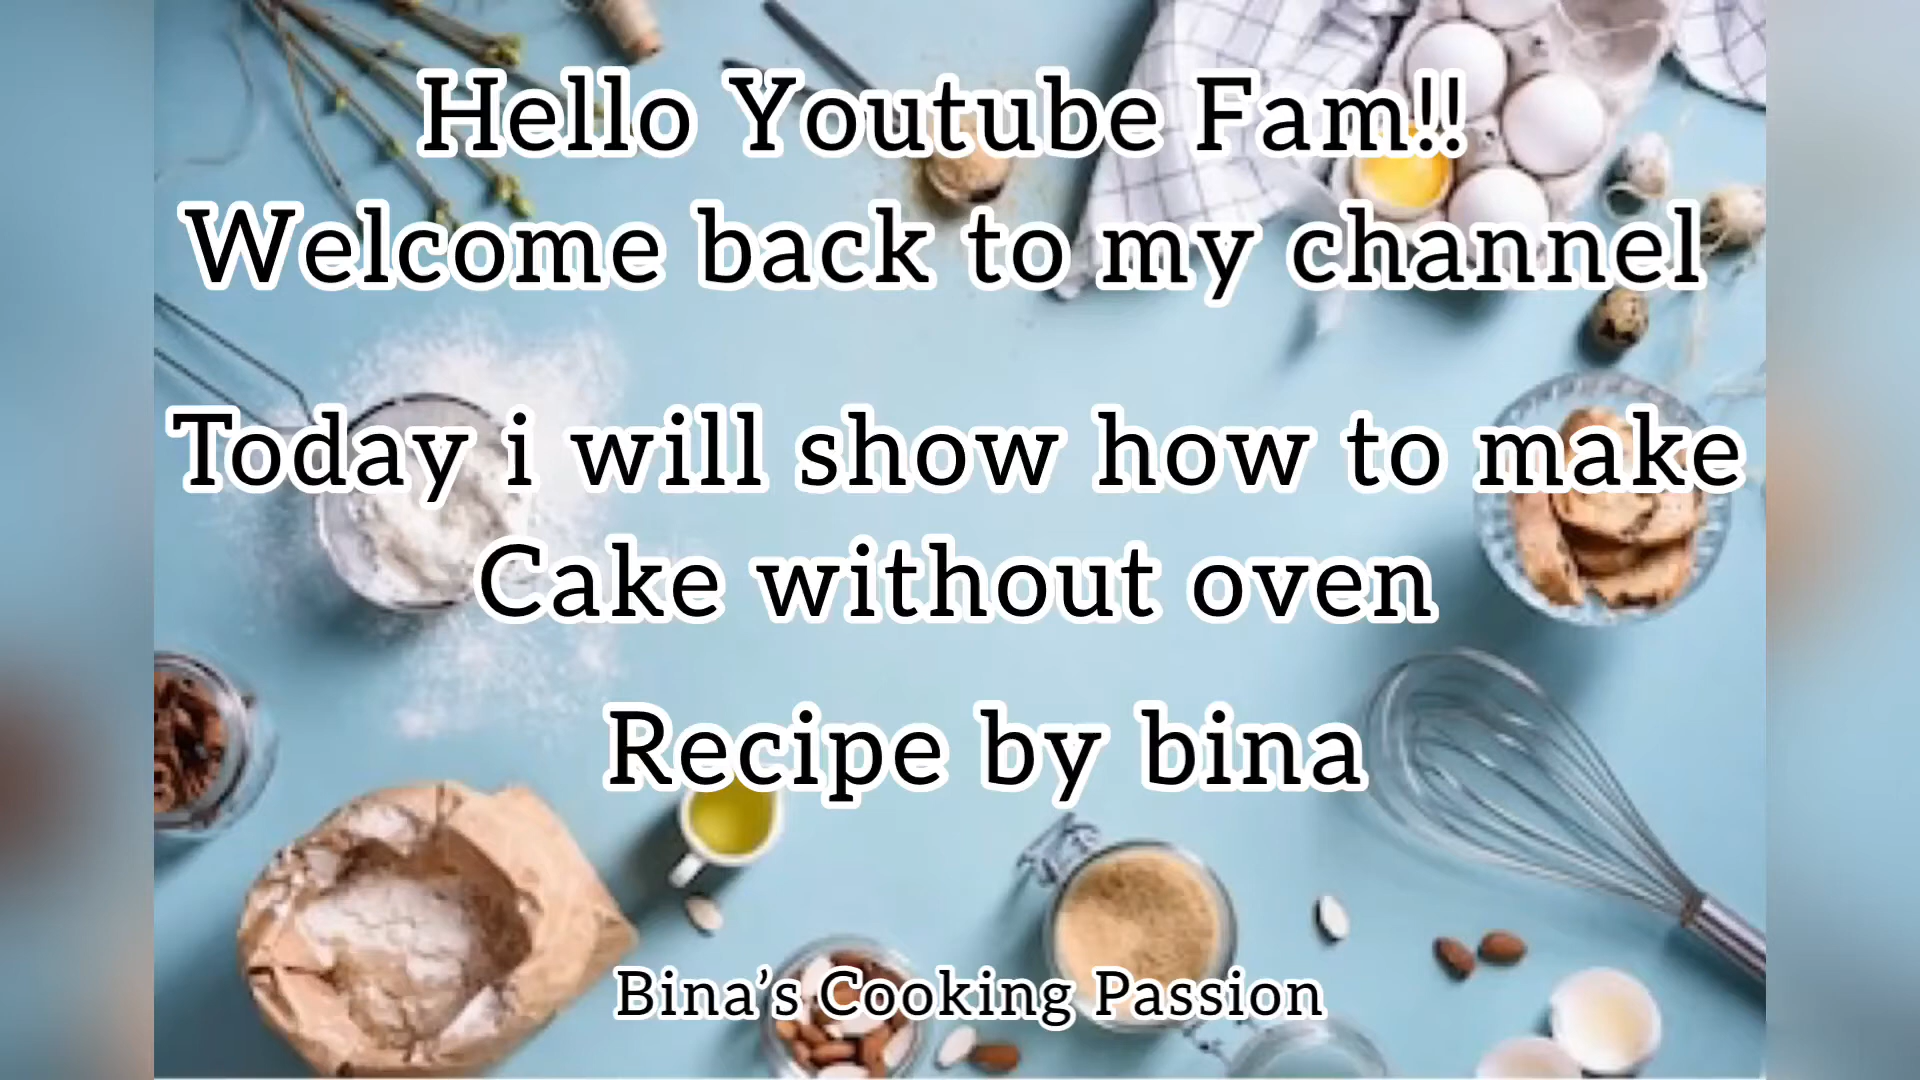 Hello Youtube Fam!!
Welcome back to my channel
Today i will show how to make
Cake without oven
Recipe by bina
Bina’s Cooking Passion